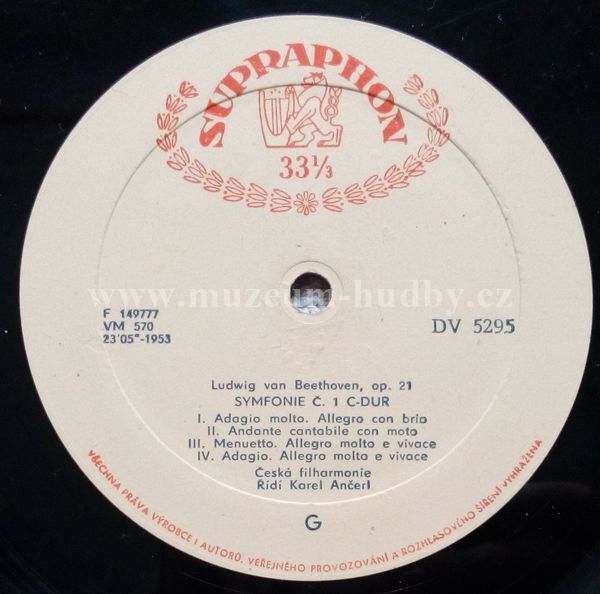 SUPRAPHON
33⅓
www.muzeum-hudby.cz
F 149777
VM 570
23'05"-1953
DV 5295
Ludwig van Beethoven, op. 21
SYMFONIE Č. 1 C-DUR
I. Adagio molto. Allegro con brio
II. Andante cantabile con moto
III. Menuetto. Allegro molto e vivace
IV. Adagio. Allegro molto e vivace
Česká filharmonie
Řídí Karel Ančerl
G
VŠECHNA PRÁVA VÝROBCE I AUTORŮ, VEŘEJNÉHO PROVOZOVÁNÍ A ROZHLASOVÉHO ŠÍŘENÍ VYHRAŽENA